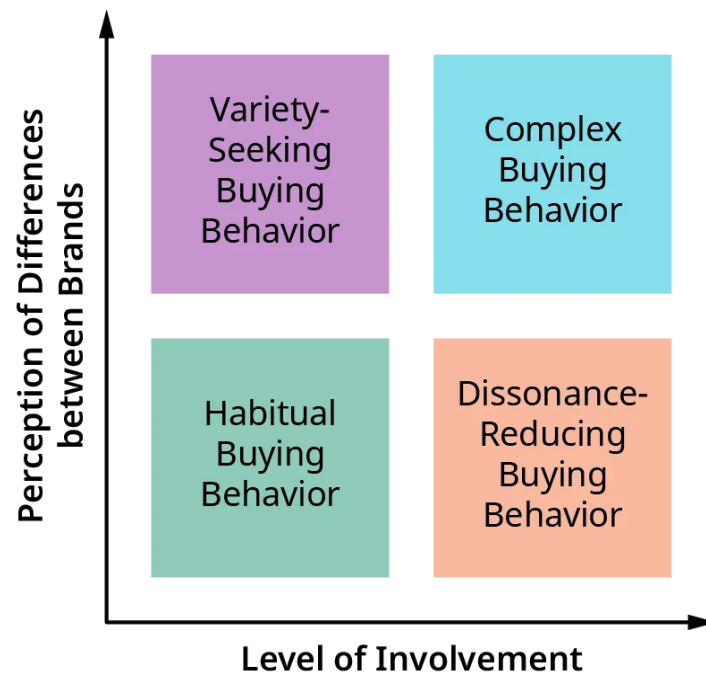 Perception of Differences
between Brands
Variety-
Seeking
Buying
Behavior
Complex
Buying
Behavior
Habitual
Buying
Behavior
Dissonance-
Reducing
Buying
Behavior
Level of Involvement